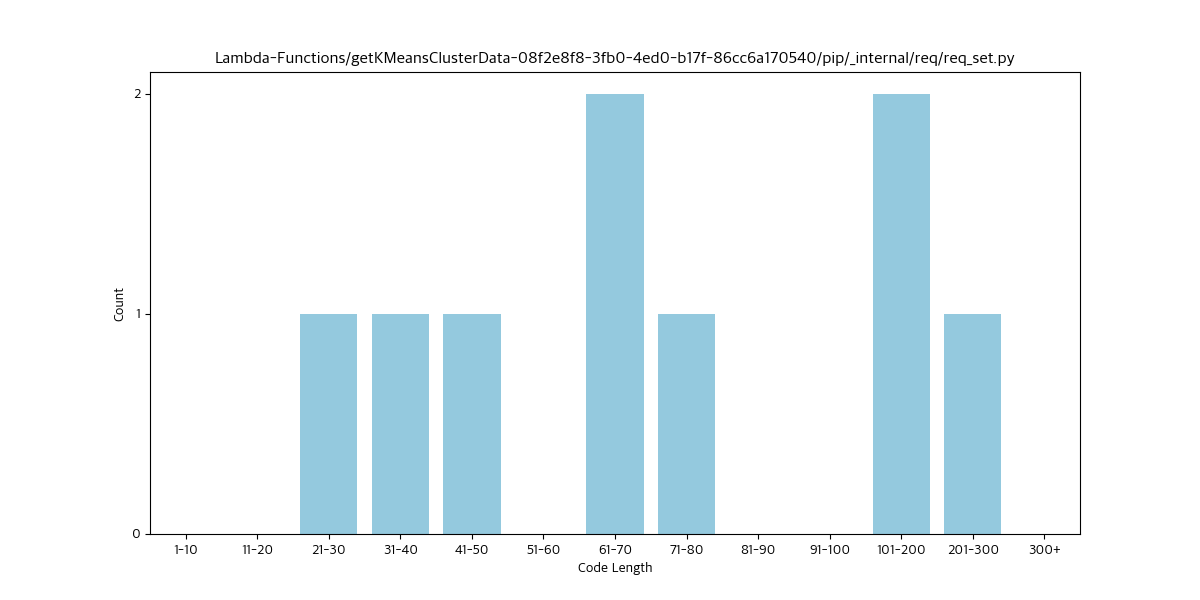 Lambda-Functions/getKMeansClusterData-08f2e8f8-3fb0-4ed0-b17f-86cc6a170540/pip/_internal/req/req_set.py
2
1
0
Count
1-10 11-20 21-30 31-40 41-50 51-60 61-70 71-80 81-90 91-100 101-200 201-300 300+
Code Length